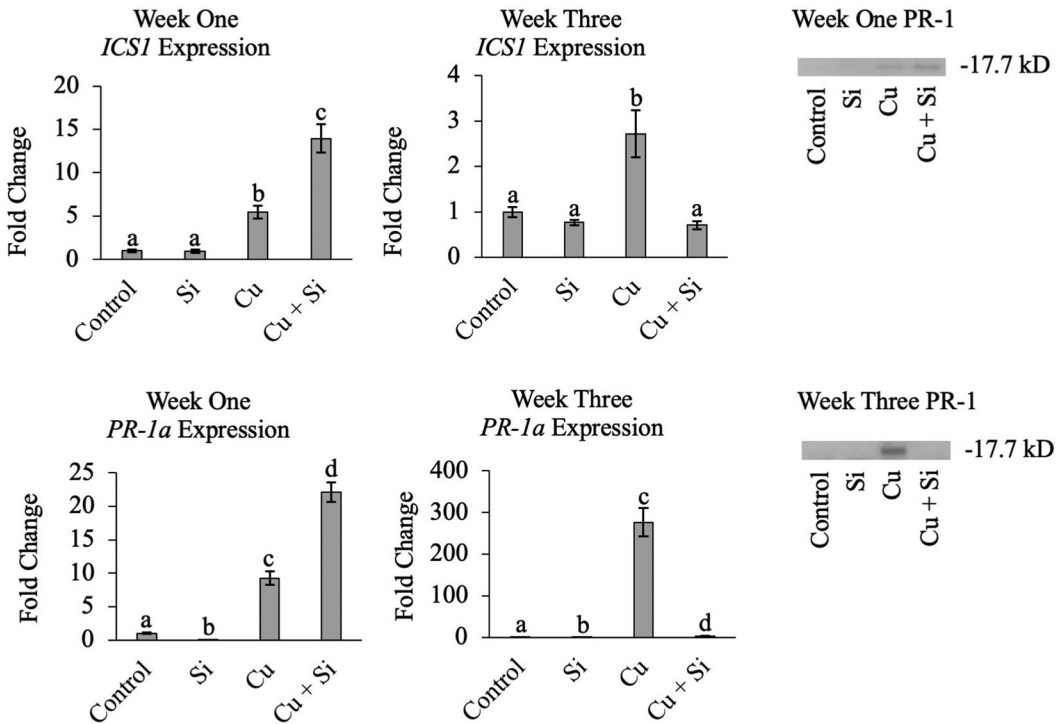 Week One
ICS1 Expression
Fold Change
20
15
10
5
0
a
a
b
c
Control
Si
Cu
Cu + Si
Week Three
ICS1 Expression
Fold Change
4
3
2
1
0
a
a
b
a
Control
Si
Cu
Cu + Si
Week One PR-1
-17.7 kD
Control
Si
Cu
Cu + Si
Week One
PR-1a Expression
Fold Change
25
20
15
10
5
0
a
b
c
d
Control
Si
Cu
Cu + Si
Week Three
PR-1a Expression
Fold Change
400
300
200
100
0
a
b
c
d
Control
Si
Cu
Cu + Si
Week Three PR-1
-17.7 kD
Control
Si
Cu
Cu + Si